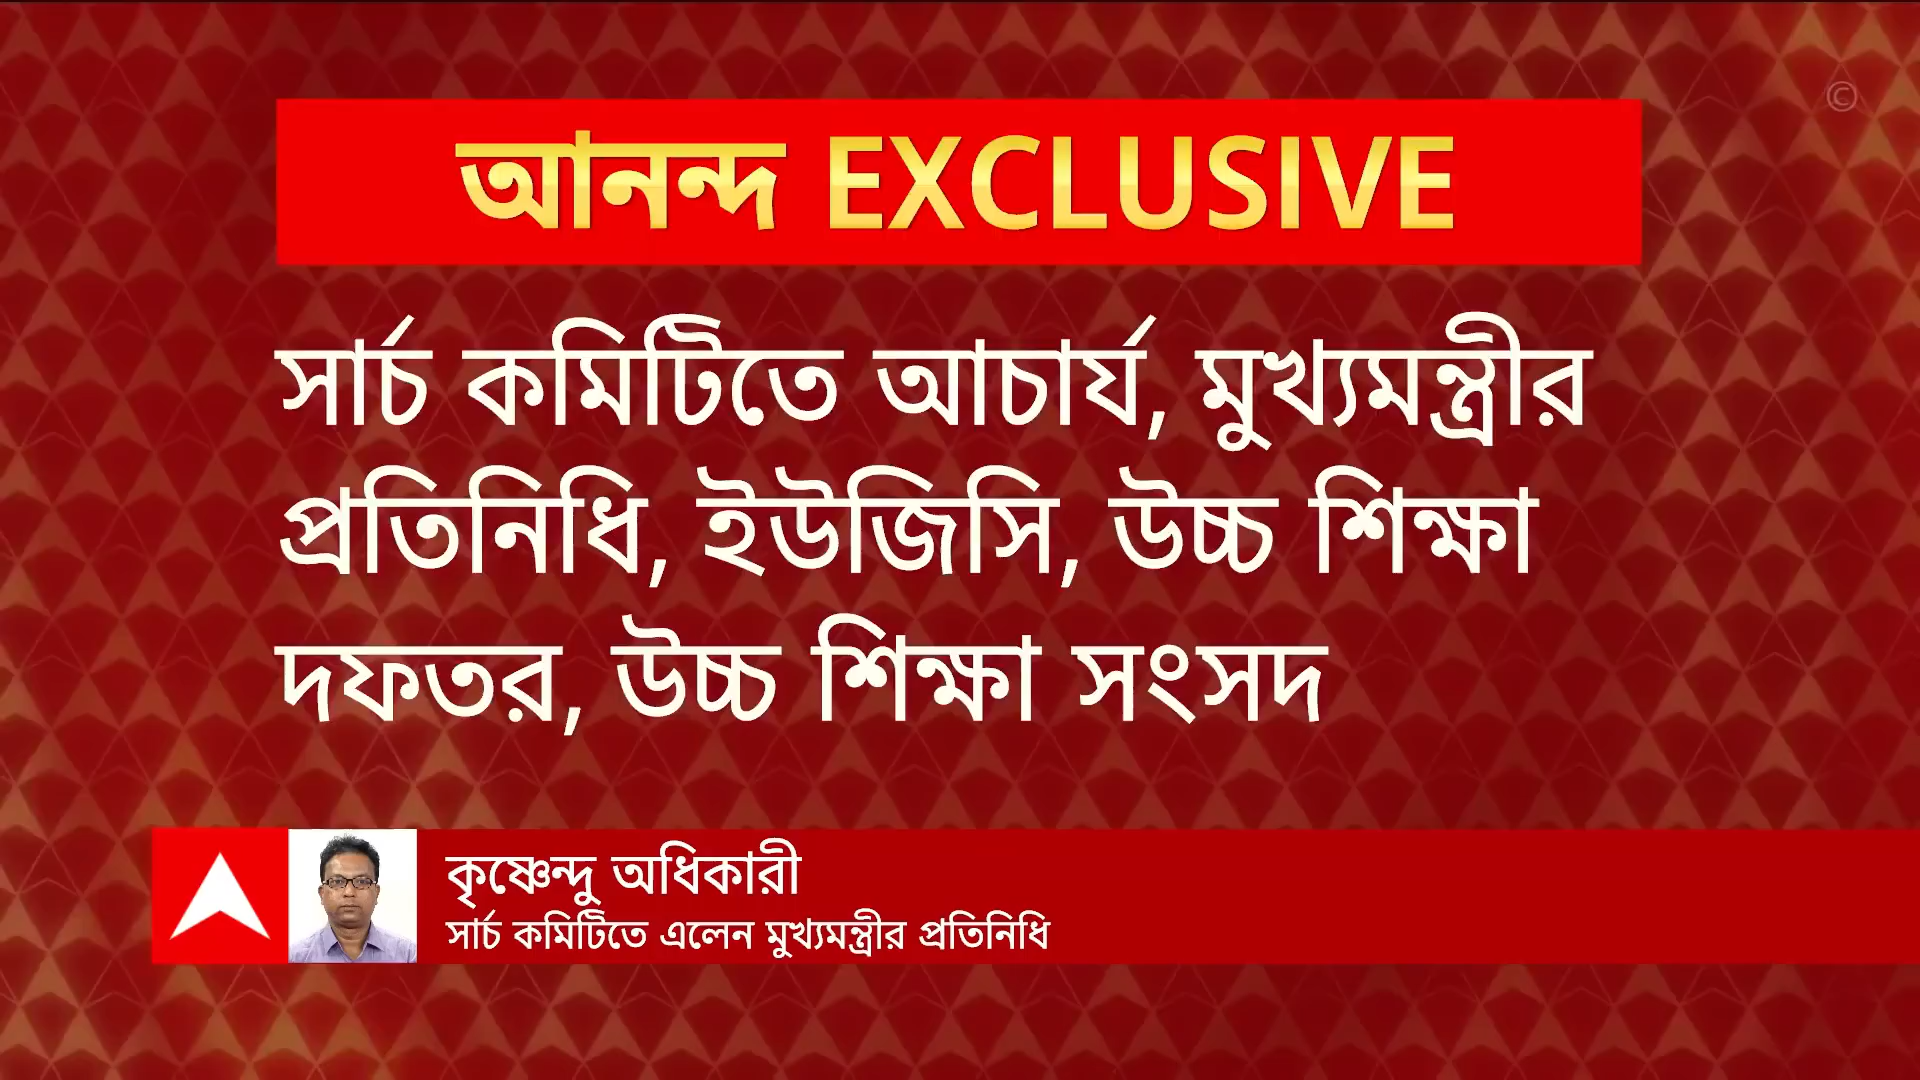 ©
আনন্দ EXCLUSIVE
সার্চ কমিটিতে আচার্য, মুখ্যমন্ত্রীর
প্রতিনিধি, ইউজিসি, উচ্চ শিক্ষা
দফতর, উচ্চ শিক্ষা সংসদ
কৃষ্ণেন্দু অধিকারী
সার্চ কমিটিতে এলেন মুখ্যমন্ত্রীর প্রতিনিধি